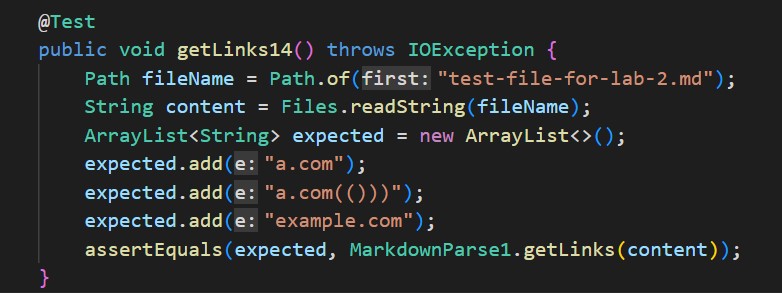 @Test
public void getLinks14() throws IOException {
Path fileName = Path.of(first: "test-file-for-lab-2.md");
String content = Files.readString(fileName);
ArrayList<String> expected = new ArrayList<>();
expected.add(e: "a.com");
expected.add(e: "a.com(()))");
expected.add(e: "example.com");
assertEquals(expected, MarkdownParse1.getLinks(content));
}